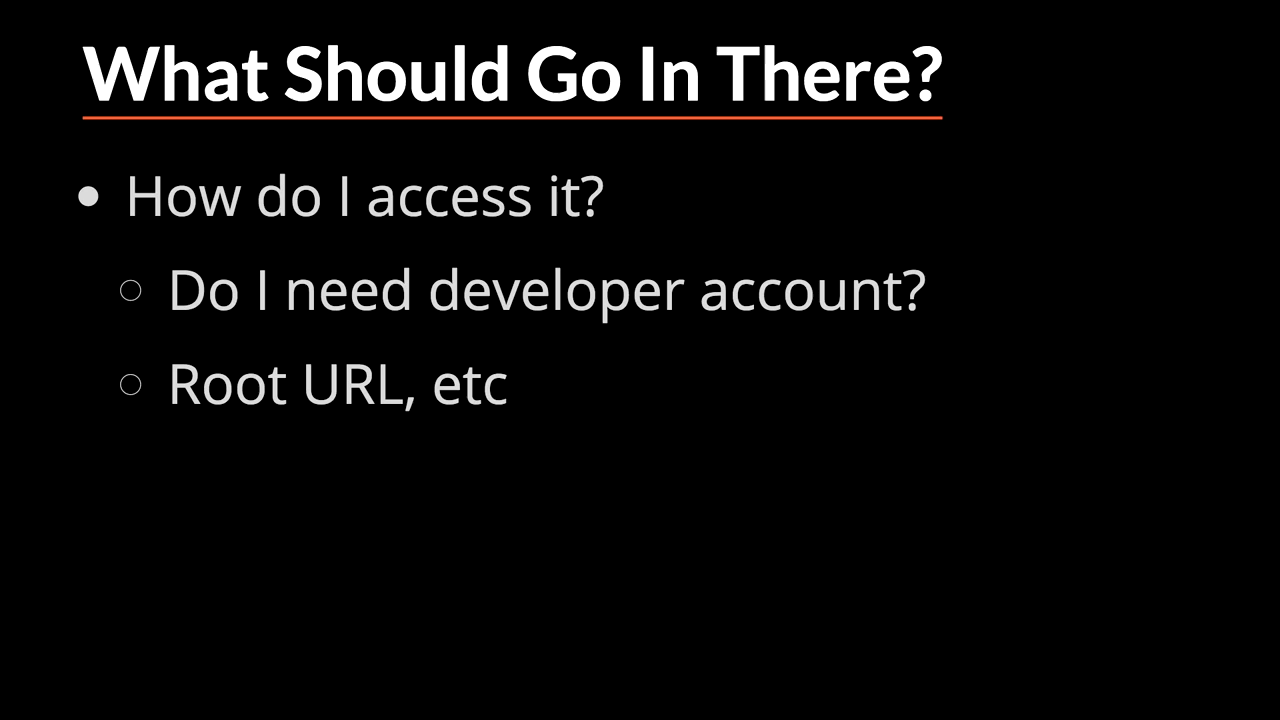 What Should Go In There?
How do I access it?
Do I need developer account?
Root URL, etc